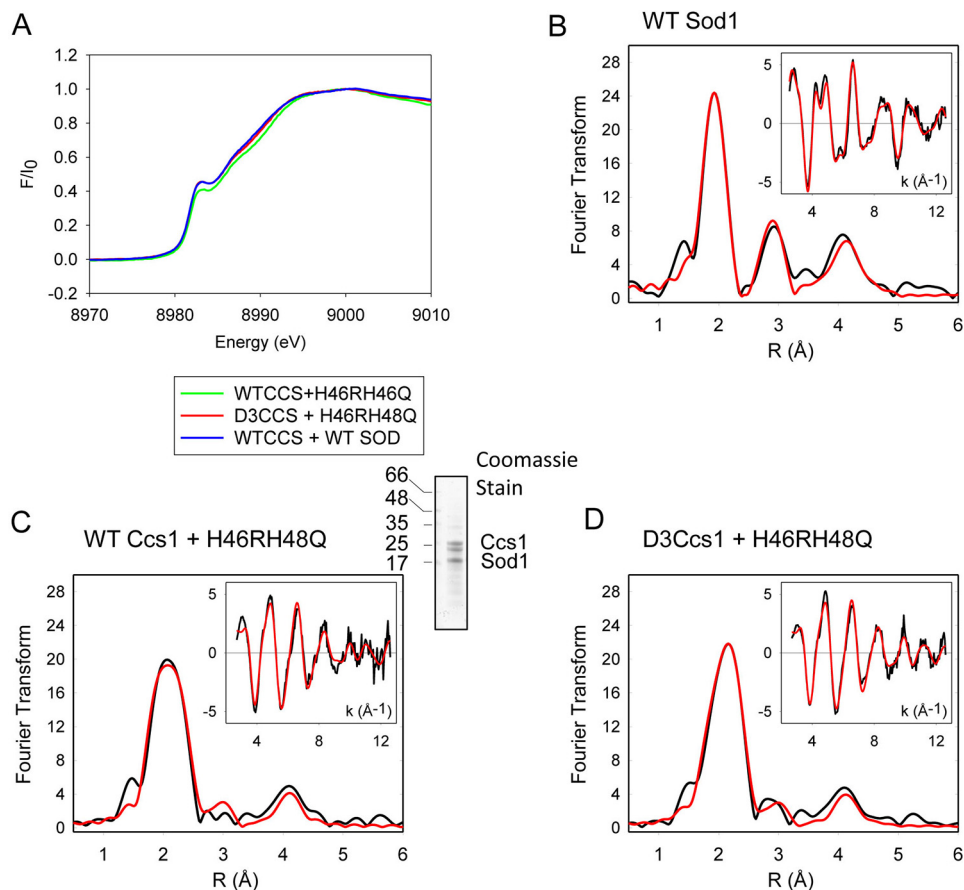 A
1.2
1.0
0.8
0.6
0.4
0.2
0.0
-0.2
F/I0
8970 8980 8990 9000 9010
Energy (eV)
WTCCS+H46RH46Q
D3CCS + H46RH48Q
WTCCS + WT SOD
B
WT Sod1
28
24
20
16
12
8
4
0
Fourier Transform
1 2 3 4 5 6
R (Å)
5
0
-5
k (Å-1)
4 8 12
66
48
35
25
17
Coomassie
Stain
Ccs1
Sod1
C
WT Ccs1 + H46RH48Q
28
24
20
16
12
8
4
0
Fourier Transform
1 2 3 4 5 6
R (Å)
5
0
-5
k (Å-1)
4 8 12
D
D3Ccs1 + H46RH48Q
28
24
20
16
12
8
4
0
Fourier Transform
1 2 3 4 5 6
R (Å)
5
0
-5
k (Å-1)
4 8 12